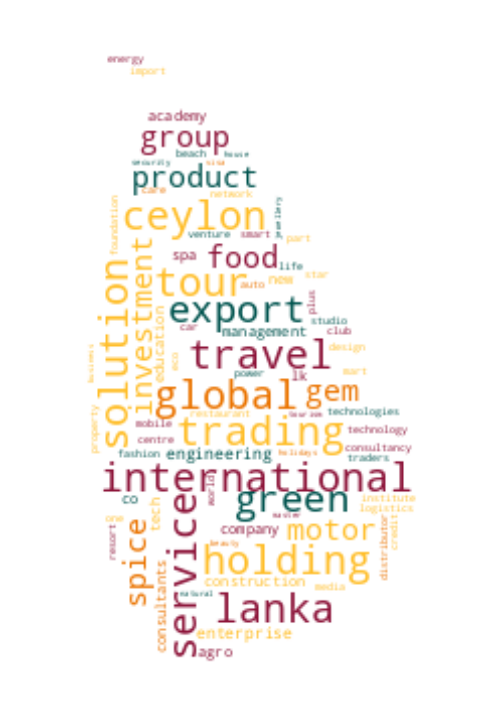 energy
import
academy
group
beach house
security visa
product
care
network
foundation
ceylon
jewellery
venture smart part
spa food
life
solution
investment
tour
auto new star
export
plus
studio
car management club
education
travel
design
business
eco
power lk mart
global gem
property
restaurant tourism technologies
mobile trading technology
centre consultancy
fashion engineering holidays traders
international
world
co green institute
logistics
one tech service master
resort company motor credit
distributor
spice beauty holding
consultants
construction media
natural
lanka
enterprise
agro